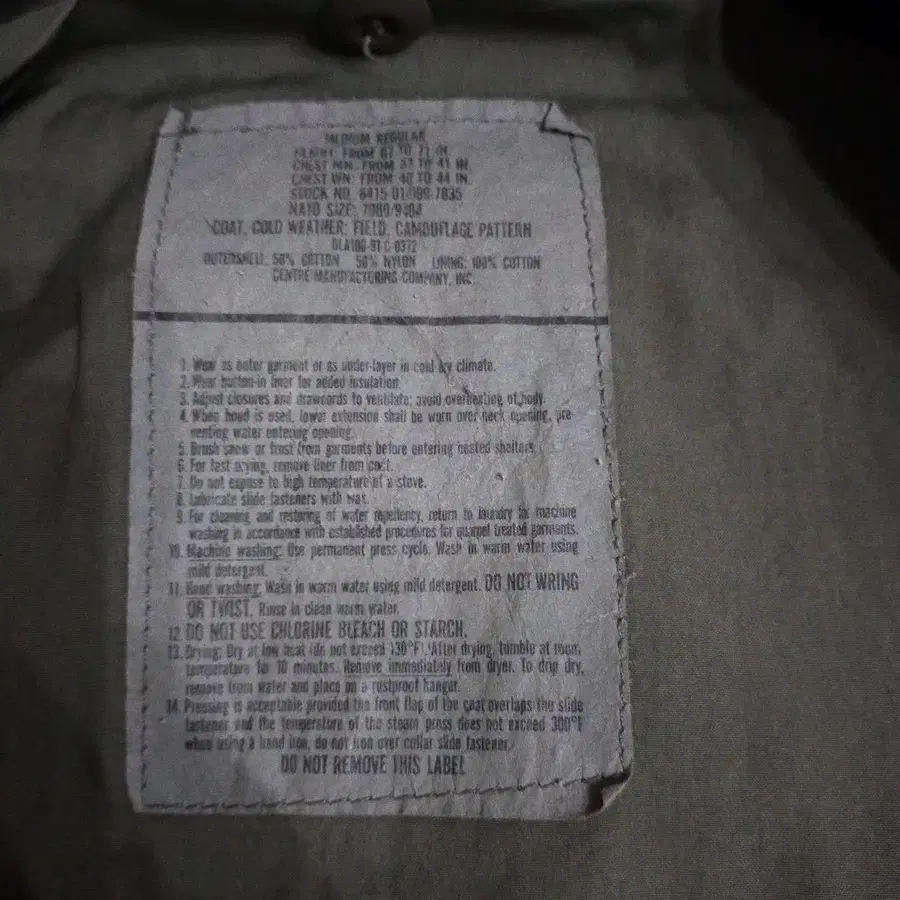 MEDIUM REGULAR
HEIGHT: FROM 67 TO 71 IN.
CHEST MN: FROM 37 TO 41 IN
CHEST WN: FROM 40 TO 44 IN.
STOCK NO. 8415-01-099-7835
NATO SIZE: 7080/9404
COAT, COLD WEATHER: FIELD, CAMOUFLAGE PATTERN
DLA100-91-C-0372
OUTERSHELL: 50% COTTON 50% NYLON LINING: 100% COTTON
CENTRE MANUFACTURING COMPANY, INC.
1. Wear as outer garment or as under-layer in cold dry climate.
2. Wear button-in liner for added insulation.
3. Adjust closures and drawcords to ventilate; avoid overheating of body.
4. When hood is used, lower extension shall be worn over neck opening, pre-
venting water entering opening.
5. Brush snow or frost from garments before entering heated shelters.
6. For fast drying, remove liner from coat.
7. Do not expose to high temperature of a stove.
8. Lubricate slide fasteners with wax.
9. For cleaning and restoring of water repellency, return to laundry for machine
washing in accordance with established procedures for quarpel treated garments.
10. Machine washing: Use permanent press cycle. Wash in warm water using
mild detergent.
11. Hand washing: Wash in warm water using mild detergent. DO NOT WRING
OR TWIST. Rinse in clean warm water.
12. DO NOT USE CHLORINE BLEACH OR STARCH.
13. Drying: Dry at low heat (do not exceed 130°F). After drying, tumble at room
temperature for 10 minutes. Remove immediately from dryer. To drip dry,
remove from water and place on a rustproof hanger.
14. Pressing is acceptable provided the front flap of the coat overlaps the slide
fastener and the temperature of the steam press does not exceed 300°F
when using a hand iron, do not iron over collar slide fastener.
DO NOT REMOVE THIS LABEL